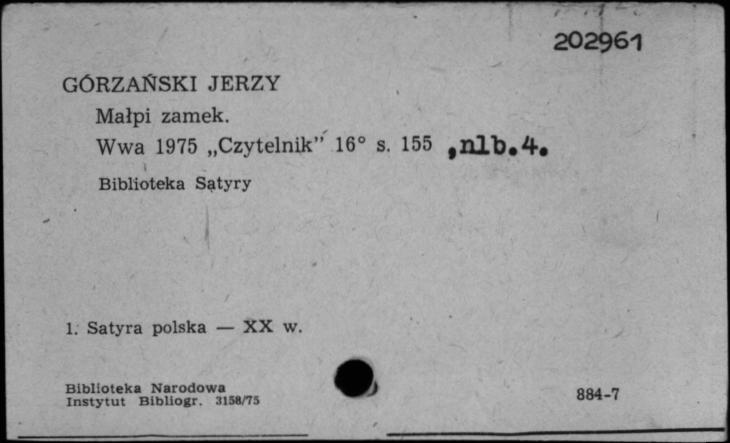 202961
GÓRZAŃSKI JERZY
Małpi zamek.
Wwa 1975 „Czytelnik” 16° s. 155 ,nlb.4.
Biblioteka Satyry
1. Satyra polska — XX w.
Biblioteka Narodowa
Instytut Bibliogr. 3158/75
884-7